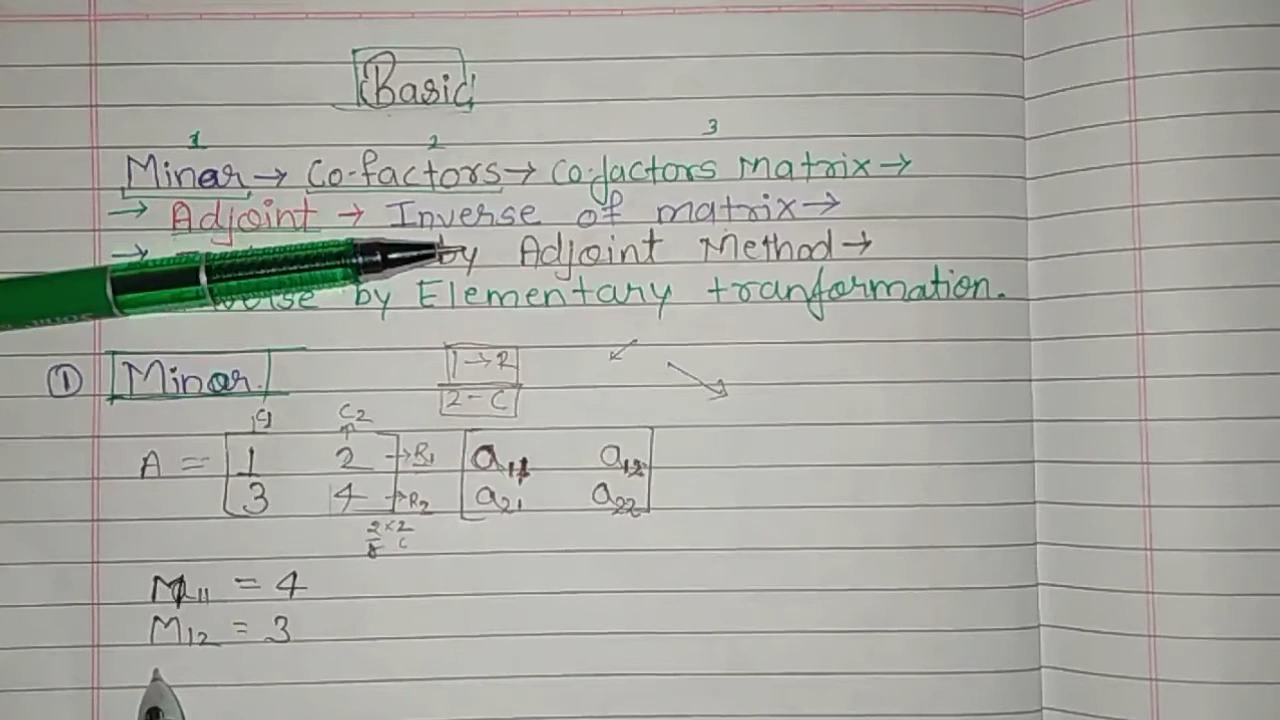 Basic
1 2 3
Minar → Co-factors → Co-factors Matrix →
→ Adjoint → Inverse of matrix →
→ by Adjoint Method →
by Elementary tranformation.
① Minar 1 → R
2 - C
C1 C2
A = [1 2 → R1 [a11 a12
3 4] → R2 a21 a22]
2×2
M11 = 4
M12 = 3